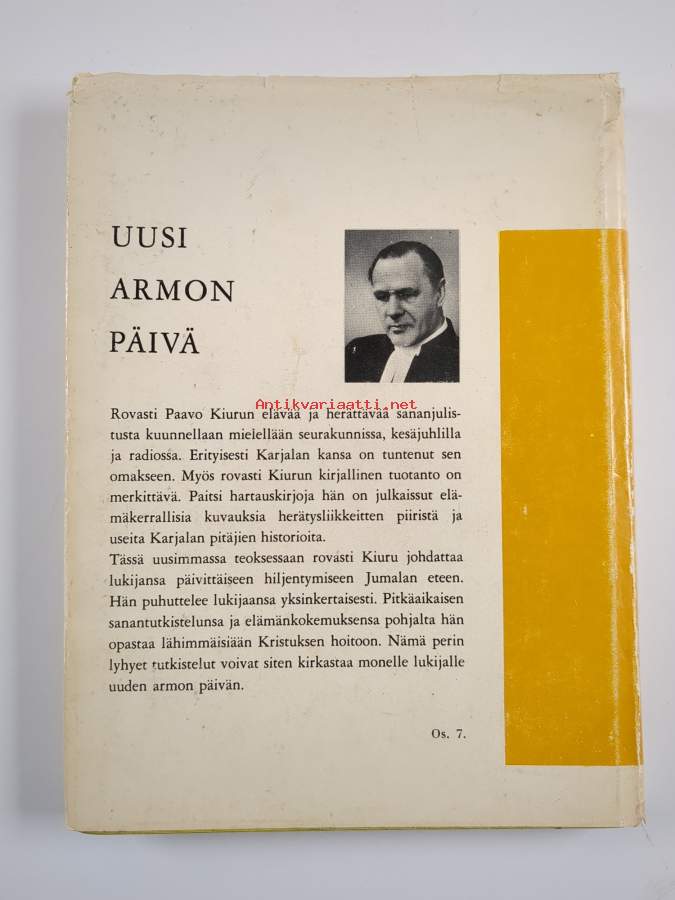 UUSI
ARMON
PÄIVÄ
Antikvariaatti.net
Rovasti Paavo Kiurun elävää ja herättävää sananjulis-
tusta kuunnellaan mielellään seurakunnissa, kesäjuhlilla
ja radiossa. Erityisesti Karjalan kansa on tuntenut sen
omakseen. Myös rovasti Kiurun kirjallinen tuotanto on
merkittävä. Paitsi hartauskirjoja hän on julkaissut elä-
mäkerrallisia kuvauksia herätysliikkeitten piiristä ja
useita Karjalan pitäjien historioita.
Tässä uusimmassa teoksessaan rovasti Kiuru johdattaa
lukijansa päivittäiseen hiljentymiseen Jumalan eteen.
Hän puhuttelee lukijaansa yksinkertaisesti. Pitkäaikaisen
sanantutkistelunsa ja elämänkokemuksensa pohjalta hän
opastaa lähimmäisiään Kristuksen hoitoon. Nämä perin
lyhyet tutkistelut voivat siten kirkastaa monelle lukijalle
uuden armon päivän.
Os. 7.